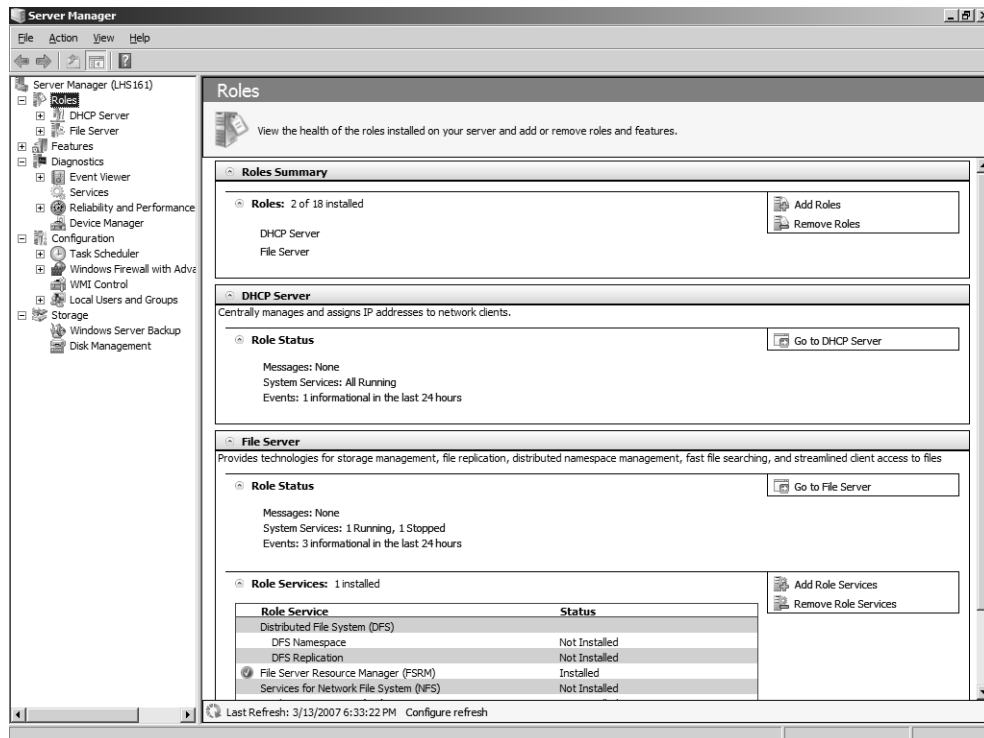 Server Manager
File Action View Help
Server Manager (LHS161)
Roles
DHCP Server
File Server
Features
Diagnostics
Event Viewer
Services
Reliability and Performance
Device Manager
Configuration
Task Scheduler
Windows Firewall with Adva
WMI Control
Local Users and Groups
Storage
Windows Server Backup
Disk Management
Roles
View the health of the roles installed on your server and add or remove roles and features.
Roles Summary
Roles: 2 of 18 installed
Add Roles
Remove Roles
DHCP Server
File Server
DHCP Server
Centrally manages and assigns IP addresses to network clients.
Role Status
Go to DHCP Server
Messages: None
System Services: All Running
Events: 1 informational in the last 24 hours
File Server
Provides technologies for storage management, file replication, distributed namespace management, fast file searching, and streamlined client access to files
Role Status
Go to File Server
Messages: None
System Services: 1 Running, 1 Stopped
Events: 3 informational in the last 24 hours
Role Services: 1 installed
Add Role Services
Remove Role Services
Role Service Status
Distributed File System (DFS)
DFS Namespace Not Installed
DFS Replication Not Installed
File Server Resource Manager (FSRM) Installed
Services for Network File System (NFS) Not Installed
Last Refresh: 3/13/2007 6:33:22 PM Configure refresh